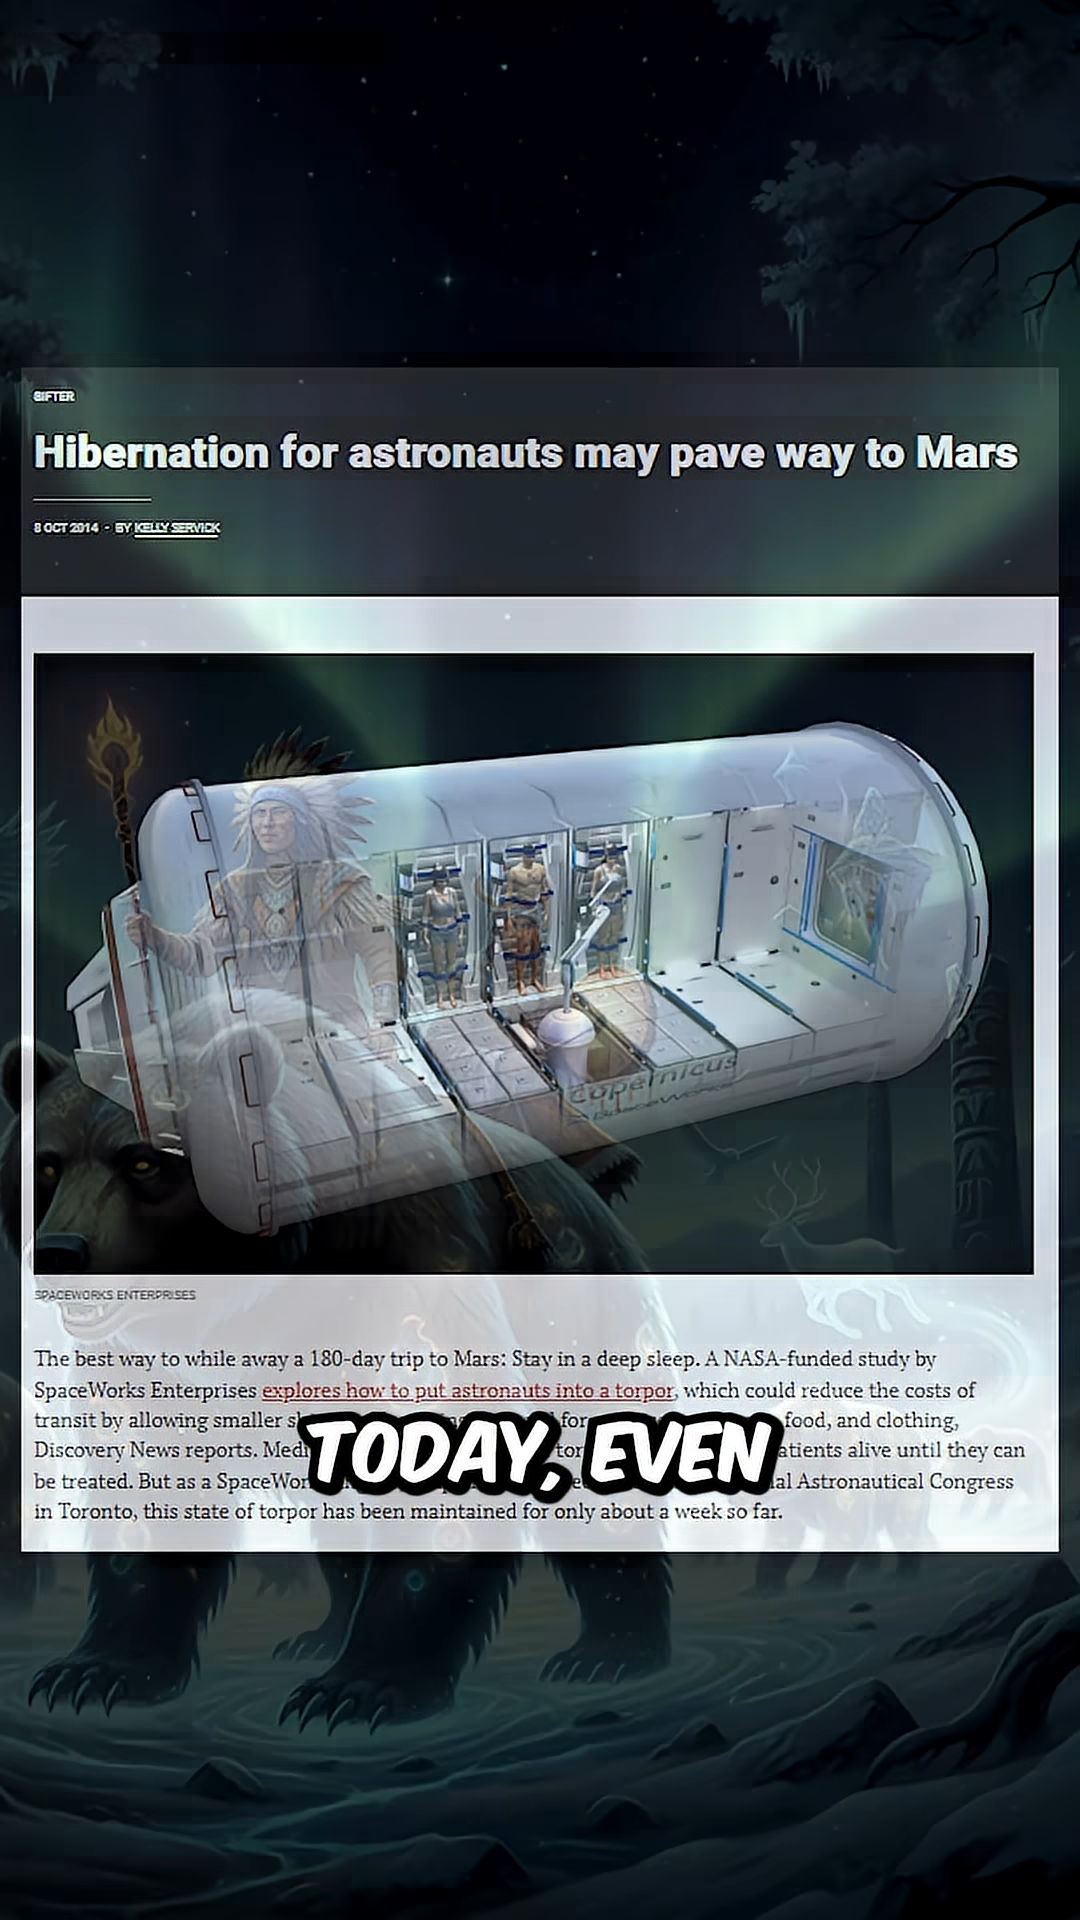 SIFTER
Hibernation for astronauts may pave way to Mars
8 OCT 2014 - BY KELLY SERVICK
copernicus
SpaceWorks
SPACEWORKS ENTERPRISES
The best way to while away a 180-day trip to Mars: Stay in a deep sleep. A NASA-funded study by
SpaceWorks Enterprises explores how to put astronauts into a torpor, which could reduce the costs of
transit by allowing smaller for food, and clothing,
TODAY, EVEN
Discovery News reports. atients alive until they can
be treated. But as a SpaceWor al Astronautical Congress
in Toronto, this state of torpor has been maintained for only about a week so far.